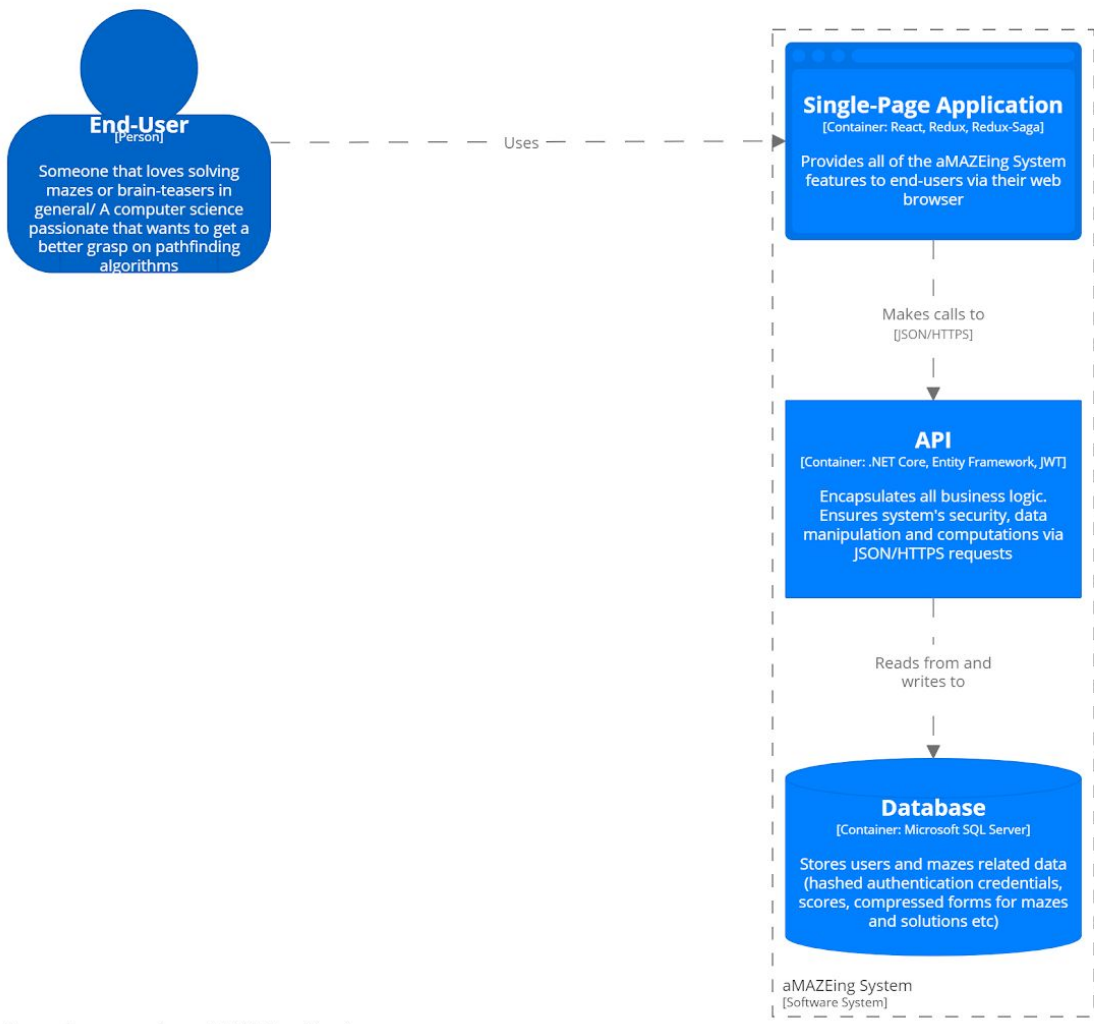 End-User
[Person]
Someone that loves solving
mazes or brain-teasers in
general/ A computer science
passionate that wants to get a
better grasp on pathfinding
algorithms
Uses
Single-Page Application
[Container: React, Redux, Redux-Saga]
Provides all of the aMAZEing System
features to end-users via their web
browser
Makes calls to
[JSON/HTTPS]
API
[Container: .NET Core, Entity Framework, JWT]
Encapsulates all business logic.
Ensures system's security, data
manipulation and computations via
JSON/HTTPS requests
Reads from and
writes to
Database
[Container: Microsoft SQL Server]
Stores users and mazes related data
(hashed authentication credentials,
scores, compressed forms for mazes
and solutions etc)
aMAZEing System
[Software System]